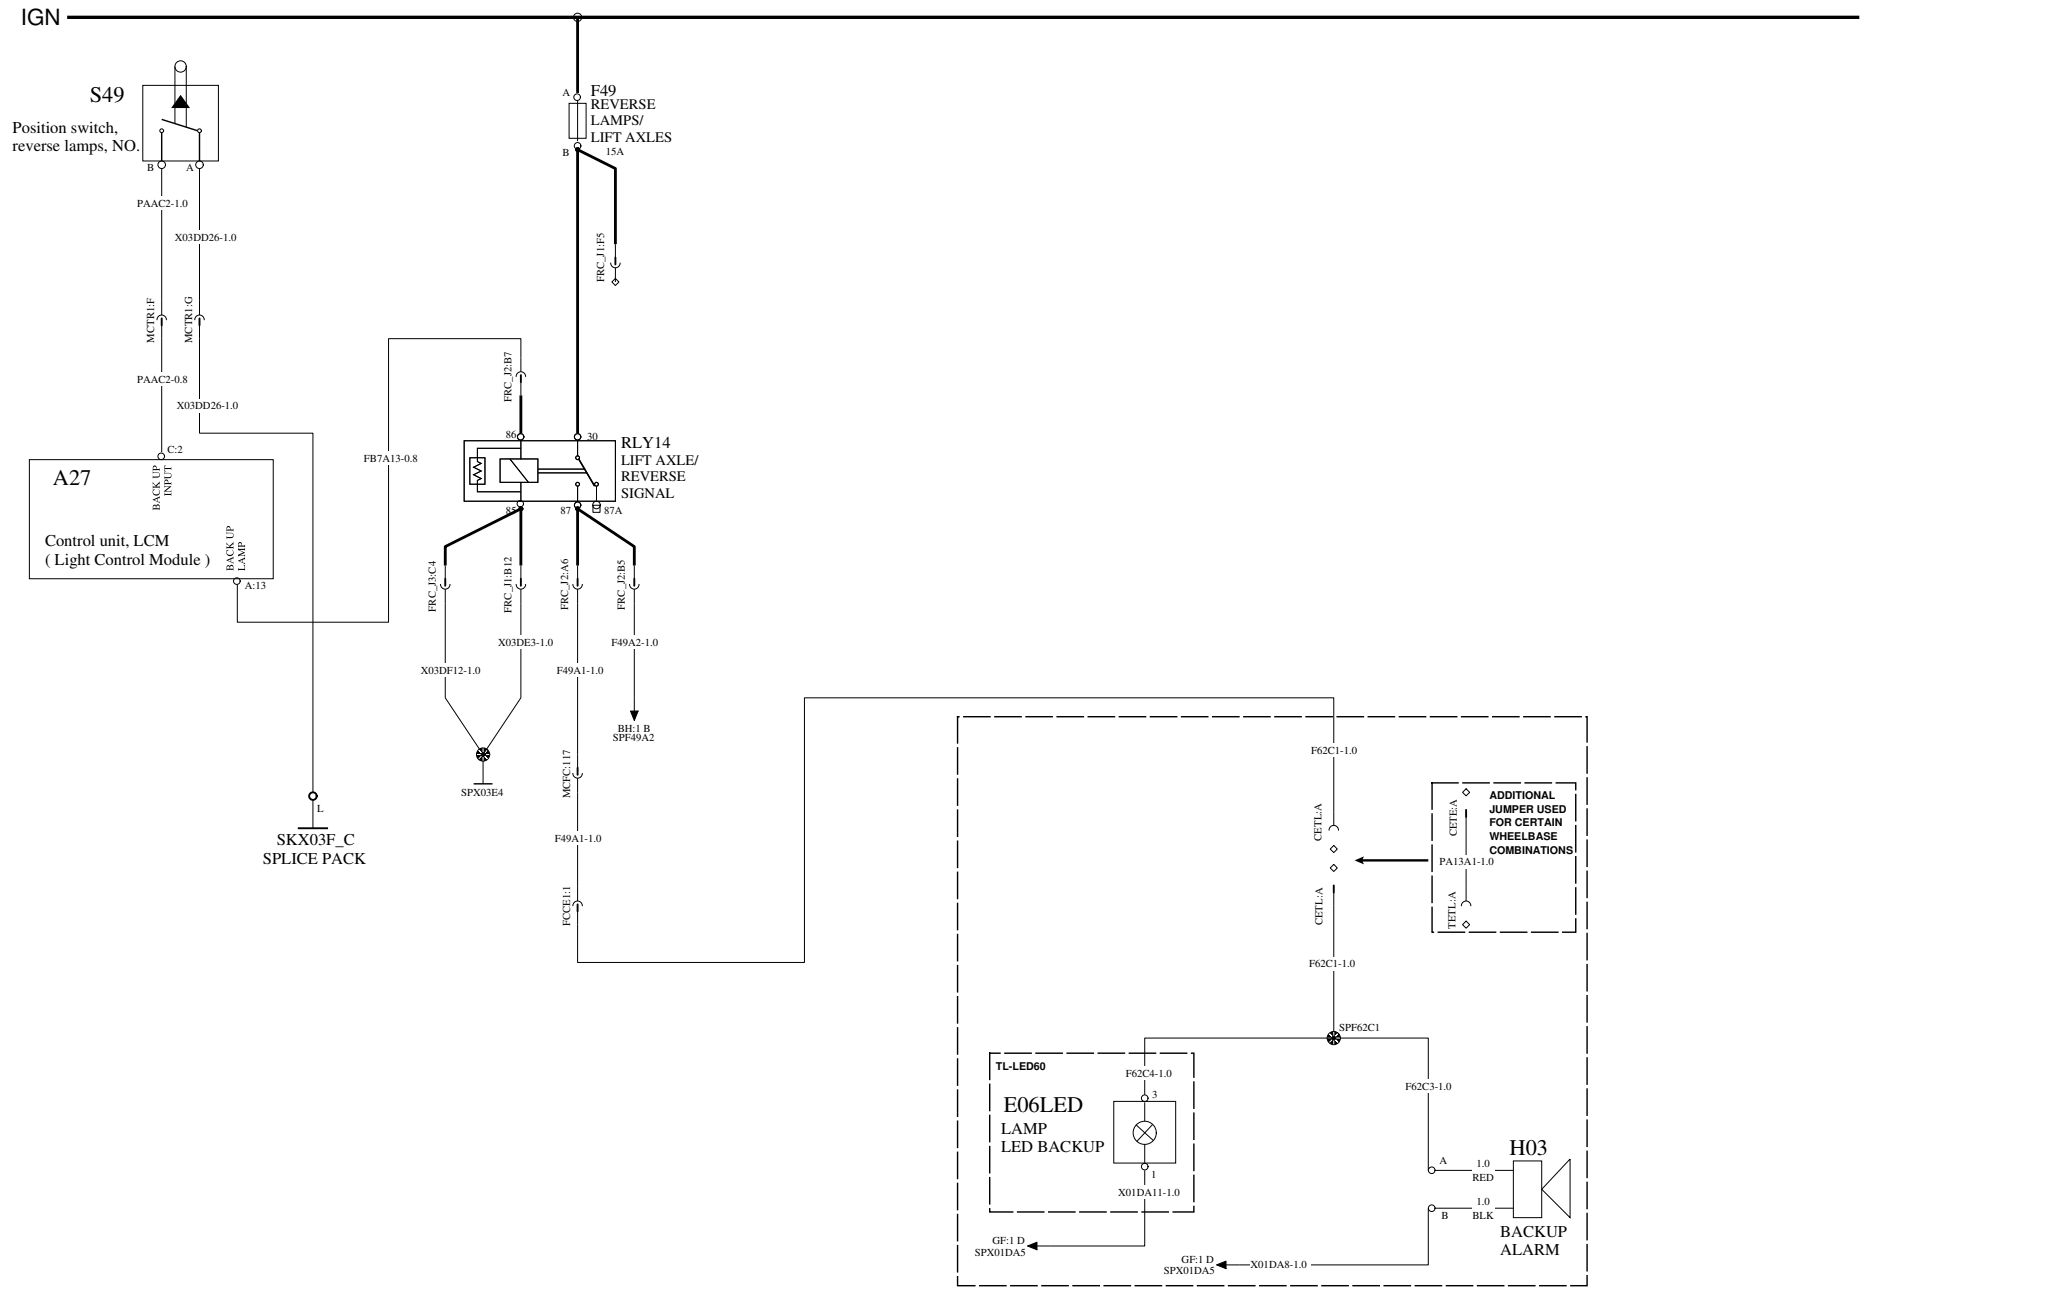 IGN
S49
Position switch,
reverse lamps, NO.
B
A
PAAC2-1.0
X03DD26-1.0
MCTR1:F
MCTR1:G
PAAC2-0.8
X03DD26-1.0
C:2
A27
BACK UP
INPUT
Control unit, LCM
( Light Control Module )
BACK UP
LAMP
A:13
L
SKX03F_C
SPLICE PACK
FB7A13-0.8
A
F49
REVERSE
LAMPS/
LIFT AXLES
B
15A
FRC_J1:F5
FRC_J2:B7
86
30
RLY14
LIFT AXLE/
REVERSE
SIGNAL
85
87
87A
FRC_J3:C4
FRC_J1:B12
FRC_J2:A6
FRC_J2:B5
X03DE3-1.0
F49A2-1.0
X03DF12-1.0
F49A1-1.0
BH:1 B
SPF49A2
SPX03E4
MCFC:117
F49A1-1.0
FCCE1:1
F62C1-1.0
CETL:A
CETL:A
CETE:A
ADDITIONAL
JUMPER USED
FOR CERTAIN
WHEELBASE
COMBINATIONS
PA13A1-1.0
TETL:A
F62C1-1.0
SPF62C1
TL-LED60
F62C4-1.0
3
E06LED
LAMP
LED BACKUP
1
X01DA11-1.0
GF:1 D
SPX01DA5
F62C3-1.0
H03
A
1.0
RED
1.0
B
BLK
BACKUP
ALARM
GF:1 D
SPX01DA5
X01DA8-1.0